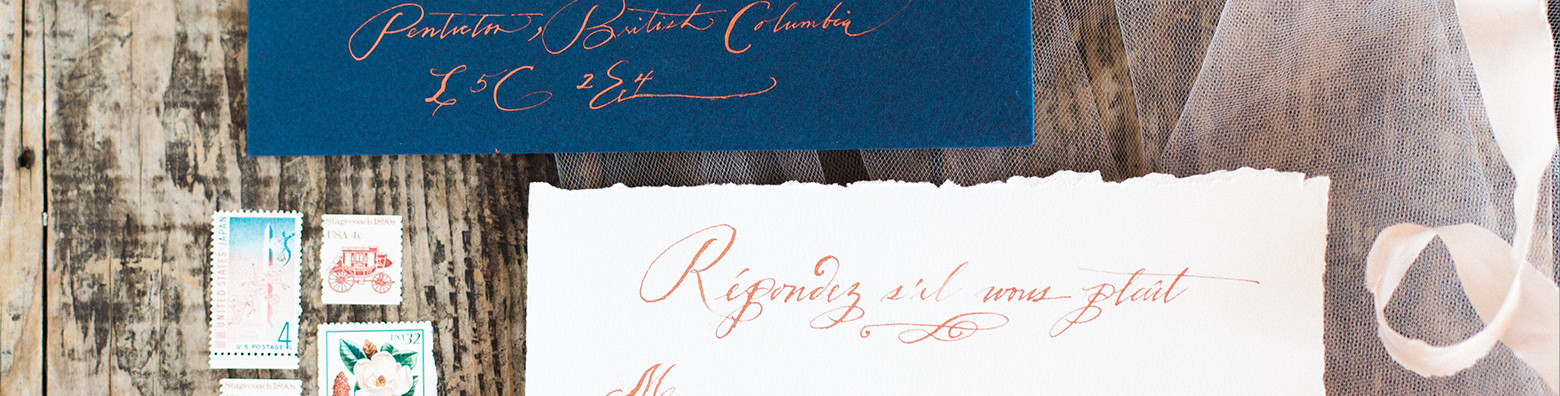 Penticton, British Columbia
L5C 2E4
Répondez s'il vous plaît
M
UNITED STATES JAPAN
4
U.S. POSTAGE
Stagecoach 1890s
USA 4c
USA 32
Stagecoach 1890s